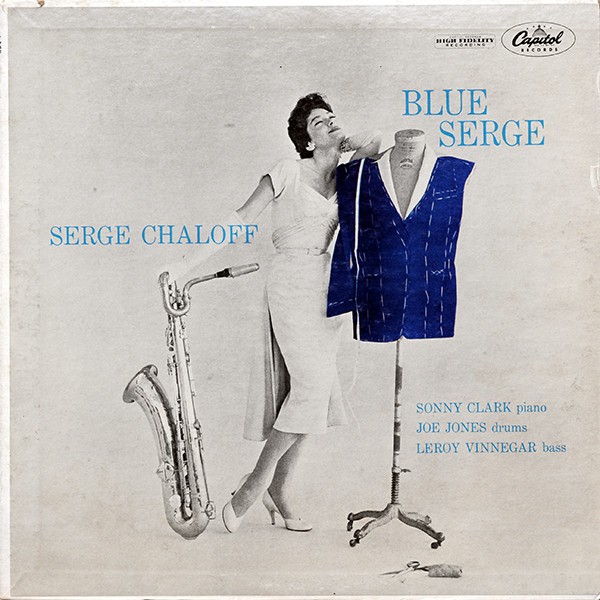 HIGH FIDELITY
RECORDING
Capitol
RECORDS
BLUE
SERGE
SERGE CHALOFF
SONNY CLARK piano
JOE JONES drums
LEROY VINNEGAR bass